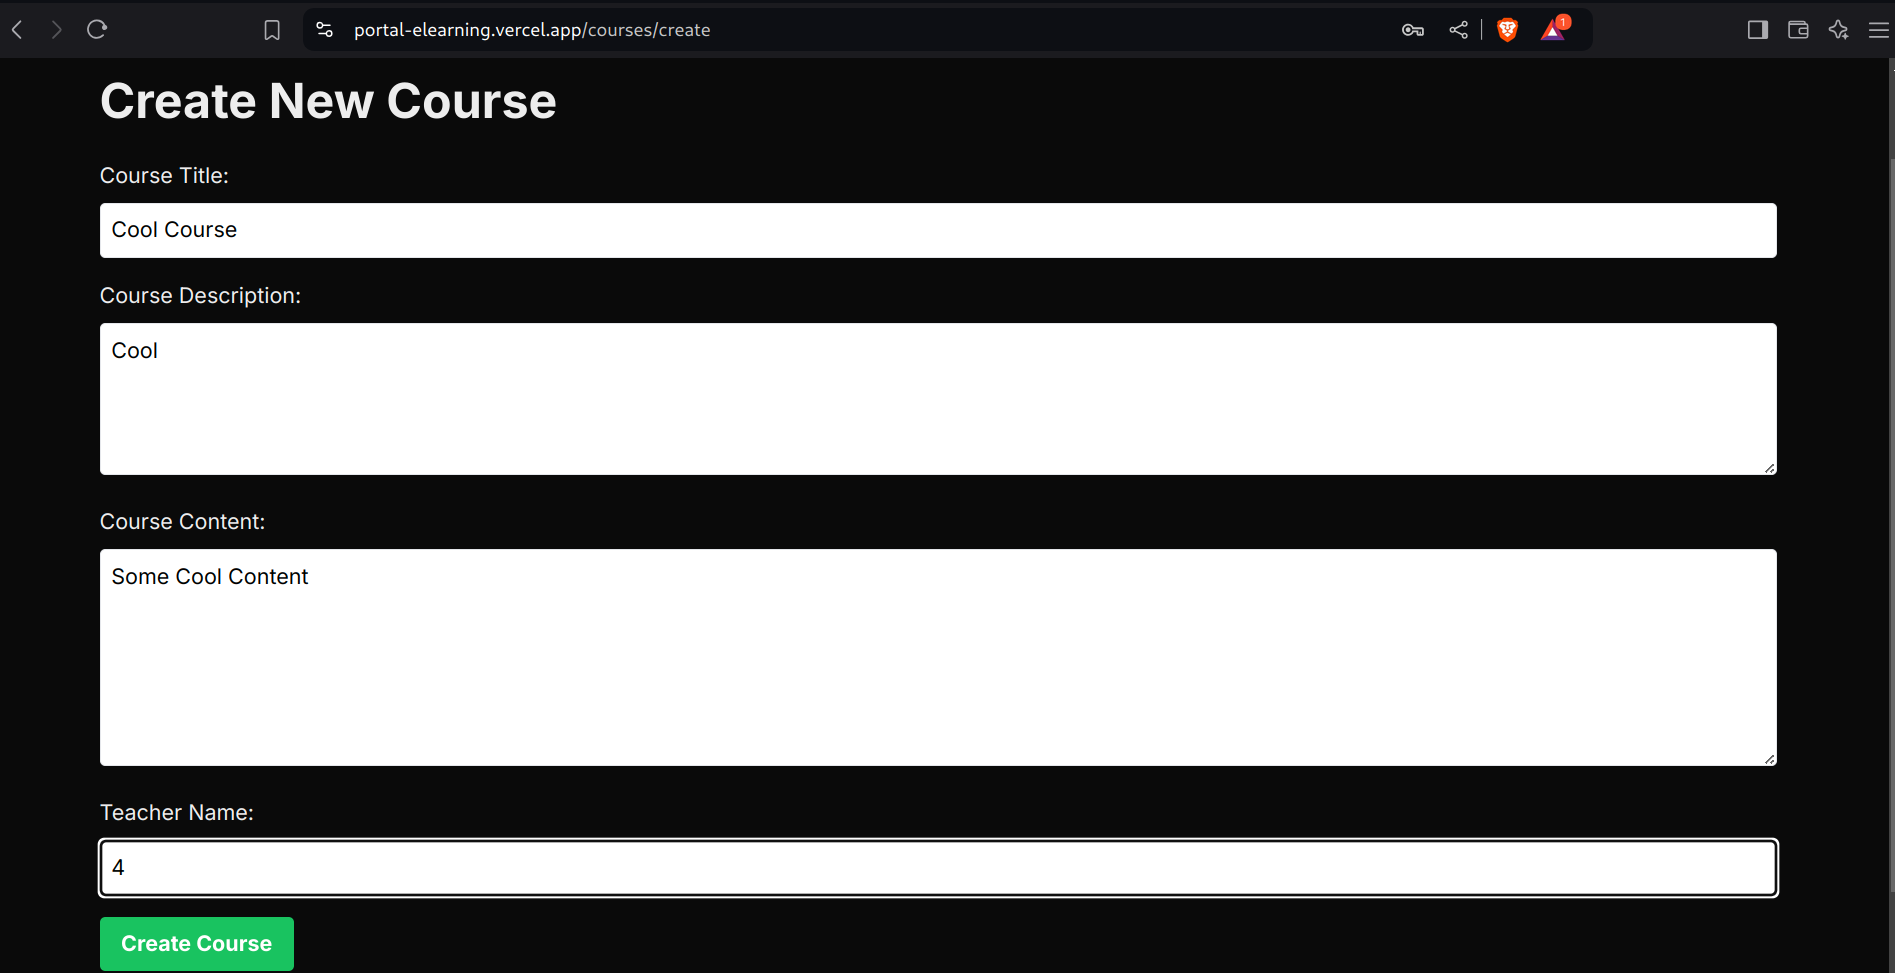 portal-elearning.vercel.app/courses/create
1
Create New Course
Course Title:
Cool Course
Course Description:
Cool
Course Content:
Some Cool Content
Teacher Name:
4
Create Course